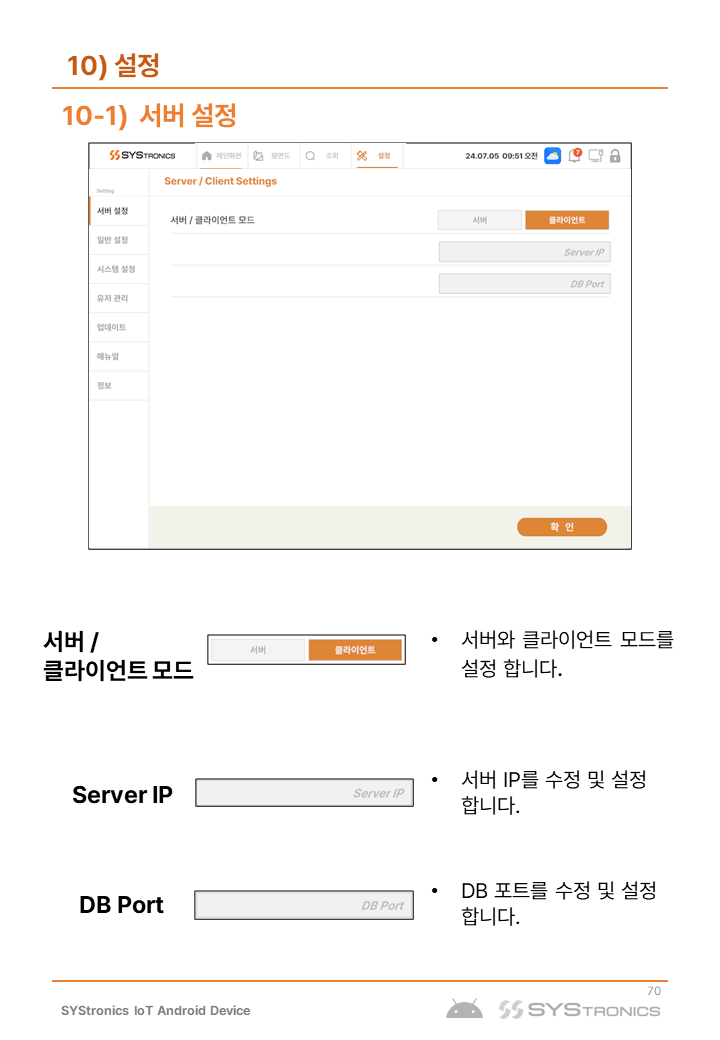 10) 설정
10-1) 서버 설정
SYSTRONICS 메인화면 평면도 조회 설정 24.07.05 09:51 오전 7
Setting
Server / Client Settings
서버 설정
서버 / 클라이언트 모드 서버 클라이언트
일반 설정
Server IP
시스템 설정
DB Port
유저 관리
업데이트
매뉴얼
정보
확 인
서버 /
클라이언트 모드
서버 클라이언트
• 서버와 클라이언트 모드를
설정 합니다.
Server IP
Server IP
• 서버 IP를 수정 및 설정
합니다.
DB Port
DB Port
• DB 포트를 수정 및 설정
합니다.
70
SYStronics IoT Android Device
SYSTRONICS